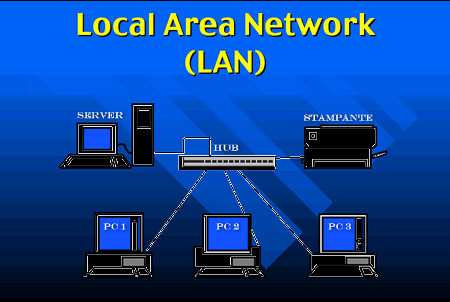 Local Area Network
(LAN)
SERVER
STAMPANTE
HUB
PC 1
PC 2
PC 3